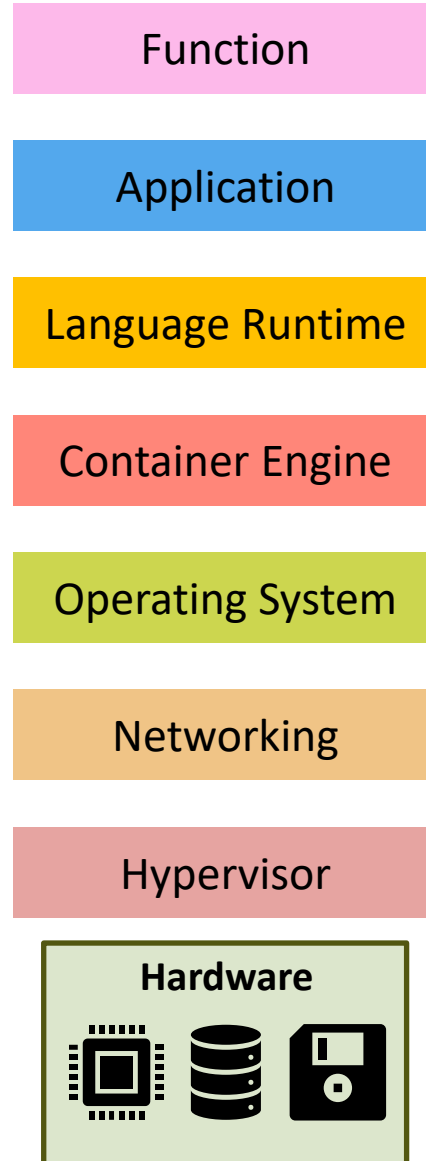 Function
Application
Language Runtime
Container Engine
Operating System
Networking
Hypervisor
Hardware